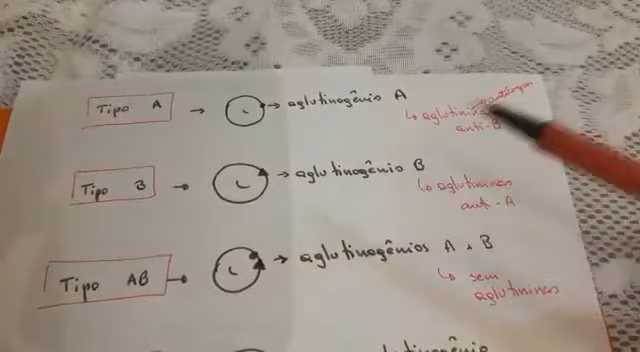 Tipo A → aglutinogênio A
↳ aglutininas
anti-B
Tipo B → aglutinogênio B
↳ aglutininas
anti-A
Tipo AB → aglutinogênios A e B
↳ sem
aglutininas